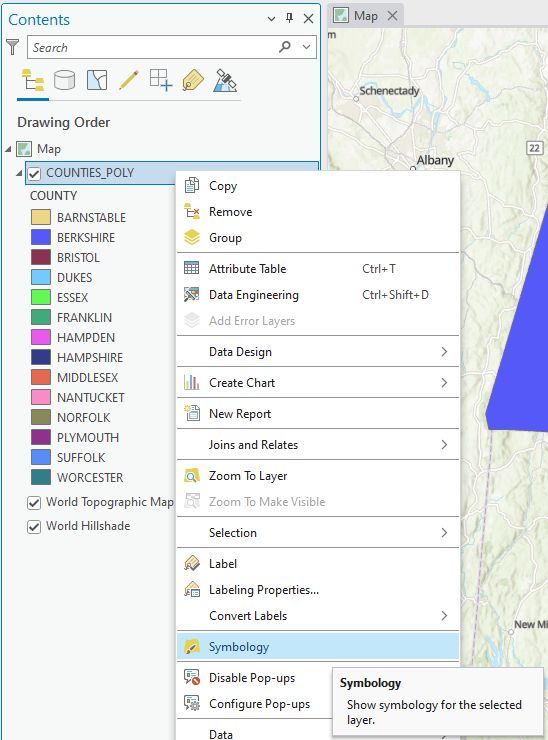 Contents
Search
Drawing Order
Map
COUNTIES_POLY
COUNTY
BARNSTABLE
BERKSHIRE
BRISTOL
DUKES
ESSEX
FRANKLIN
HAMPDEN
HAMPSHIRE
MIDDLESEX
NANTUCKET
NORFOLK
PLYMOUTH
SUFFOLK
WORCESTER
World Topographic Map
World Hillshade
Copy
Remove
Group
Attribute Table Ctrl+T
Data Engineering Ctrl+Shift+D
Add Error Layers
Data Design
Create Chart
New Report
Joins and Relates
Zoom To Layer
Zoom To Make Visible
Selection
Label
Labeling Properties...
Convert Labels
Symbology
Disable Pop-ups
Configure Pop-ups
Data
Symbology
Show symbology for the selected
layer.
Map
Schenectady
Albany
22
New Mi